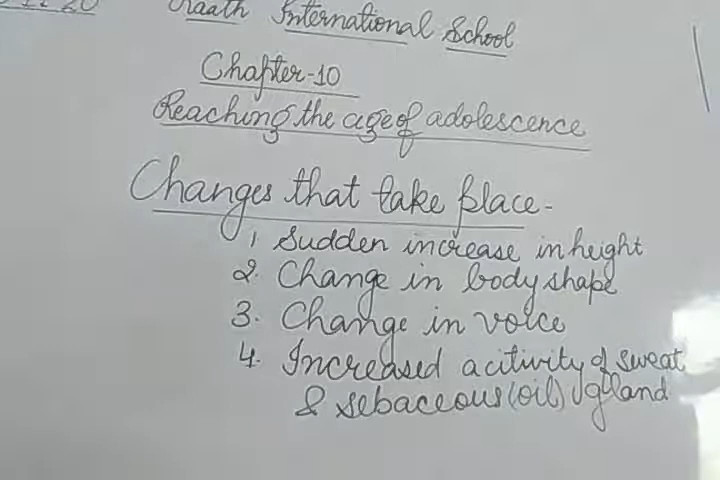 International School
Chapter-10
Reaching the age of adolescence
Changes that take place-
1, Sudden increase in height
2. Change in body shape
3. Change in voice
4. Increased acitivity of sweat
& sebaceous (oil) gland